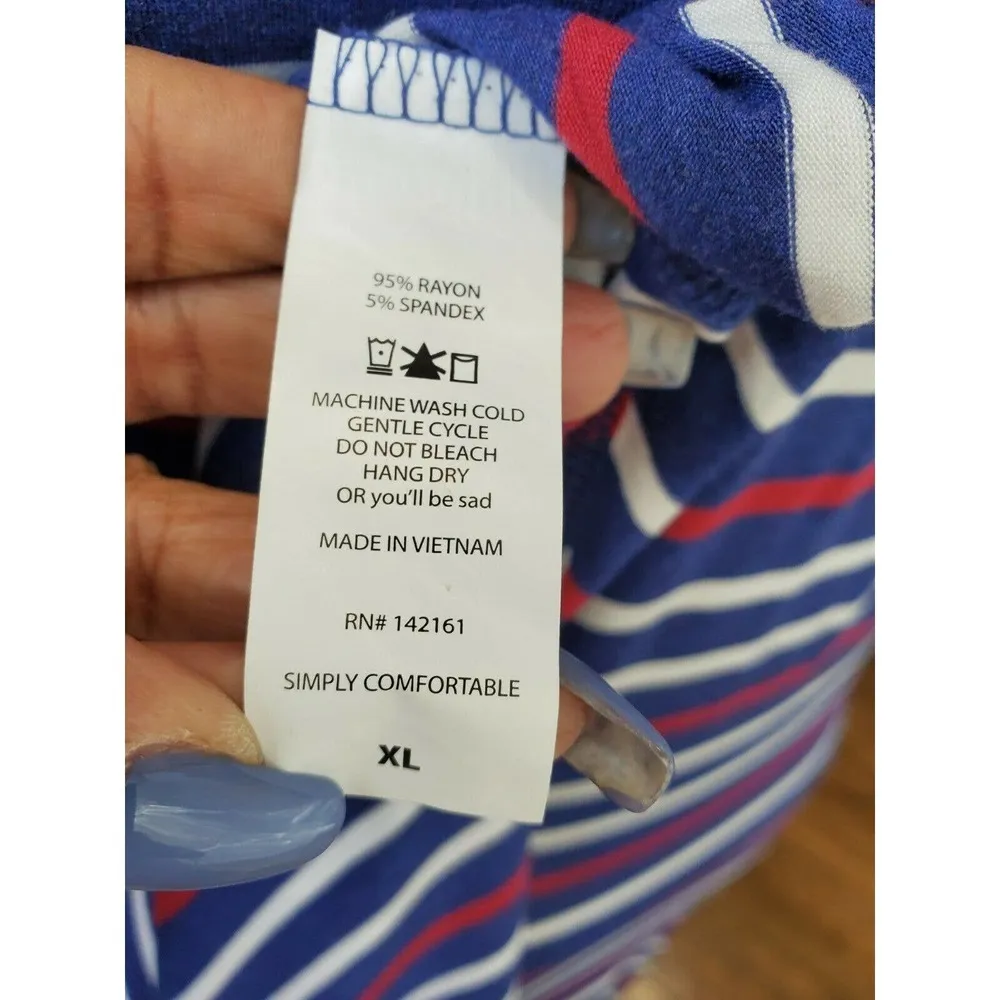 95% RAYON
5% SPANDEX
MACHINE WASH COLD
GENTLE CYCLE
DO NOT BLEACH
HANG DRY
OR you'll be sad
MADE IN VIETNAM
RN# 142161
SIMPLY COMFORTABLE
XL